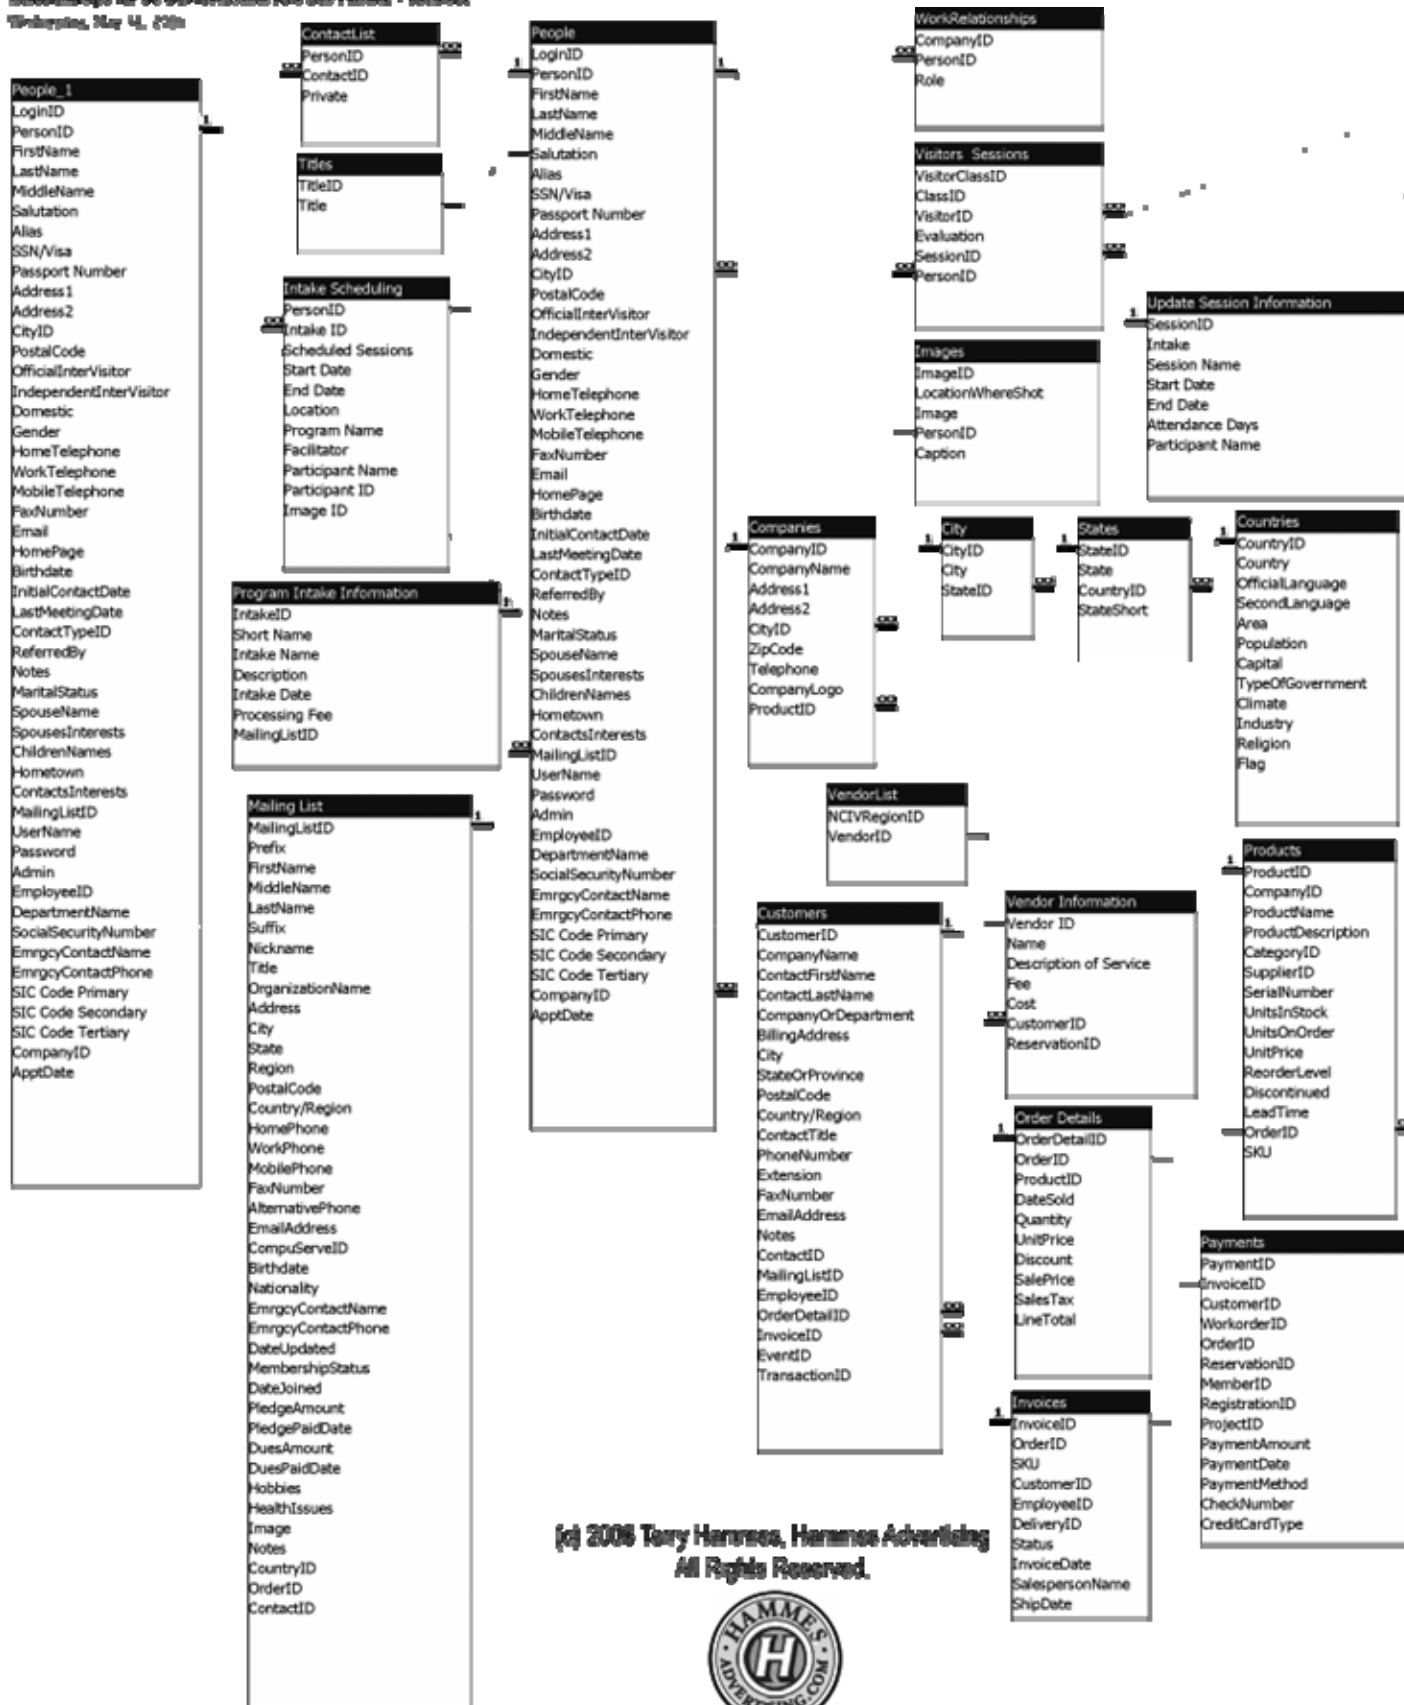 People_1
LoginID
PersonID
FirstName
LastName
MiddleName
Salutation
Alias
SSN/Visa
Passport Number
Address1
Address2
CityID
PostalCode
OfficialInterVisitor
IndependentInterVisitor
Domestic
Gender
HomeTelephone
WorkTelephone
MobileTelephone
FaxNumber
Email
HomePage
Birthdate
InitialContactDate
LastMeetingDate
ContactTypeID
ReferredBy
Notes
MaritalStatus
SpouseName
SpousesInterests
ChildrenNames
Hometown
ContactsInterests
MailingListID
UserName
Password
Admin
EmployeeID
DepartmentName
SocialSecurityNumber
EmrgcyContactName
EmrgcyContactPhone
SIC Code Primary
SIC Code Secondary
SIC Code Tertiary
CompanyID
ApptDate
ContactList
PersonID
ContactID
Private
Titles
TitleID
Title
Intake Scheduling
PersonID
Intake ID
Scheduled Sessions
Start Date
End Date
Location
Program Name
Facilitator
Participant Name
Participant ID
Image ID
Program Intake Information
IntakeID
Short Name
Intake Name
Description
Intake Date
Processing Fee
MailingListID
Mailing List
MailingListID
Prefix
FirstName
MiddleName
LastName
Suffix
Nickname
Title
OrganizationName
Address
City
State
Region
PostalCode
Country/Region
HomePhone
WorkPhone
MobilePhone
FaxNumber
AlternativePhone
EmailAddress
CompuServeID
Birthdate
Nationality
EmrgcyContactName
EmrgcyContactPhone
DateUpdated
MembershipStatus
DateJoined
PledgeAmount
PledgePaidDate
DuesAmount
DuesPaidDate
Hobbies
HealthIssues
Image
Notes
CountryID
OrderID
ContactID
People
LoginID
PersonID
FirstName
LastName
MiddleName
Salutation
Alias
SSN/Visa
Passport Number
Address1
Address2
CityID
PostalCode
OfficialInterVisitor
IndependentInterVisitor
Domestic
Gender
HomeTelephone
WorkTelephone
MobileTelephone
FaxNumber
Email
HomePage
Birthdate
InitialContactDate
LastMeetingDate
ContactTypeID
ReferredBy
Notes
MaritalStatus
SpouseName
SpousesInterests
ChildrenNames
Hometown
ContactsInterests
MailingListID
UserName
Password
Admin
EmployeeID
DepartmentName
SocialSecurityNumber
EmrgcyContactName
EmrgcyContactPhone
SIC Code Primary
SIC Code Secondary
SIC Code Tertiary
CompanyID
ApptDate
WorkRelationships
CompanyID
PersonID
Role
Visitors Sessions
VisitorClassID
ClassID
VisitorID
Evaluation
SessionID
PersonID
Images
ImageID
LocationWhereShot
Image
PersonID
Caption
Update Session Information
SessionID
Intake
Session Name
Start Date
End Date
Attendance Days
Participant Name
Companies
CompanyID
CompanyName
Address1
Address2
CityID
ZipCode
Telephone
CompanyLogo
ProductID
City
CityID
City
StateID
States
StateID
State
CountryID
StateShort
Countries
CountryID
Country
OfficialLanguage
SecondLanguage
Area
Population
Capital
TypeOfGovernment
Climate
Industry
Religion
Flag
VendorList
NCIVRegionID
VendorID
Customers
CustomerID
CompanyName
ContactFirstName
ContactLastName
CompanyOrDepartment
BillingAddress
City
StateOrProvince
PostalCode
Country/Region
ContactTitle
PhoneNumber
Extension
FaxNumber
EmailAddress
Notes
ContactID
MailingListID
EmployeeID
OrderDetailID
InvoiceID
EventID
TransactionID
Vendor Information
Vendor ID
Name
Description of Service
Fee
Cost
CustomerID
ReservationID
Order Details
OrderDetailID
OrderID
ProductID
DateSold
Quantity
UnitPrice
Discount
SalePrice
SalesTax
LineTotal
Invoices
InvoiceID
OrderID
SKU
CustomerID
EmployeeID
DeliveryID
Status
InvoiceDate
SalespersonName
ShipDate
Products
ProductID
CompanyID
ProductName
ProductDescription
CategoryID
SupplierID
SerialNumber
UnitsInStock
UnitsOnOrder
UnitPrice
ReorderLevel
Discontinued
LeadTime
OrderID
SKU
Payments
PaymentID
InvoiceID
CustomerID
WorkorderID
OrderID
ReservationID
MemberID
RegistrationID
ProjectID
PaymentAmount
PaymentDate
PaymentMethod
CheckNumber
CreditCardType
(c) 2006 Terry Hammes, Hammes Advertising
All Rights Reserved.
HAMMES
H
ADVERTISING.COM